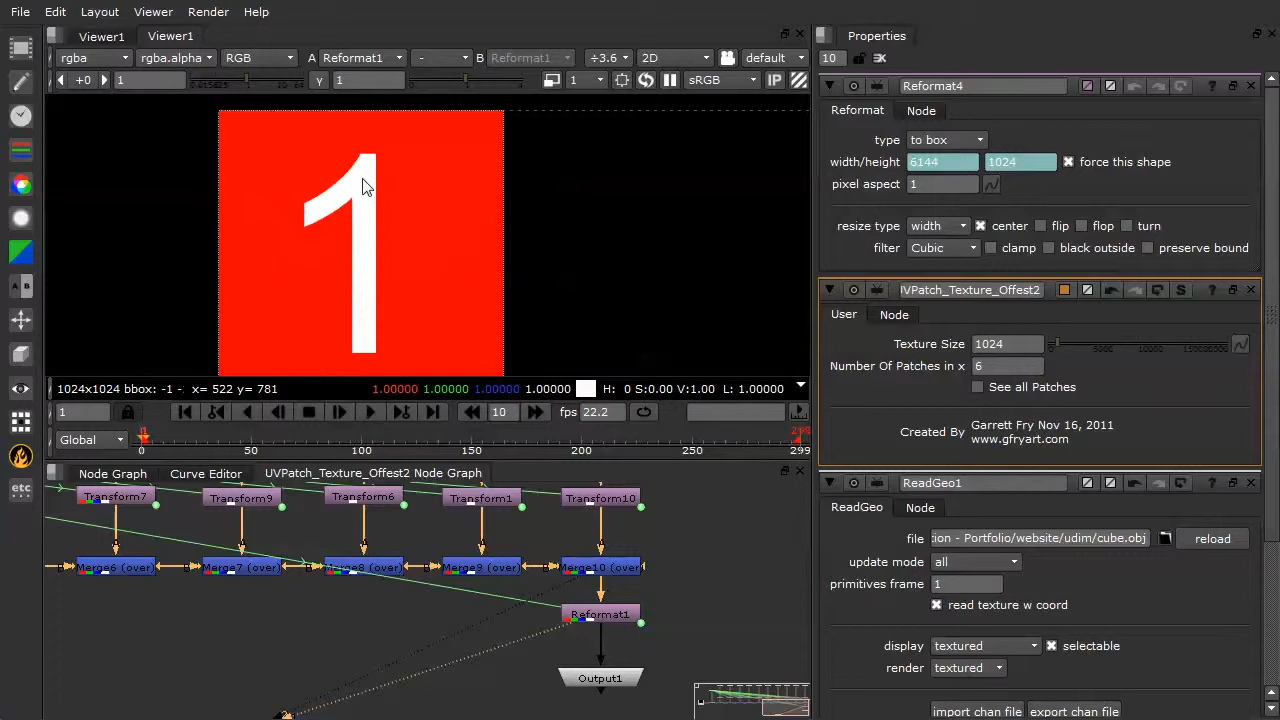 File Edit Layout Viewer Render Help
Viewer1 Viewer1
Properties
rgba rgba.alpha RGB A Reformat1 - B Reformat1 ÷3.6 2D default
10
+0 1 γ 1 1 sRGB IP
Reformat4
Reformat Node
type to box
width/height 6144 1024 force this shape
pixel aspect 1
resize type width center flip flop turn
filter Cubic clamp black outside preserve bound
1
UVPatch_Texture_Offest2 S
User Node
Texture Size 1024
Number Of Patches in x 6
See all Patches
Created By Garrett Fry Nov 16, 2011
www.gfryart.com
1024x1024 bbox: -1 - x= 522 y= 781 1.00000 1.00000 1.00000 1.00000 H: 0 S:0.00 V:1.00 L: 1.00000
1 10 fps 22.2
Global 1 0 50 100 150 200 250 299
Node Graph Curve Editor UVPatch_Texture_Offest2 Node Graph
Transform7 Transform9 Transform6 Transform1 Transform10
Merge6 (over) Merge7 (over) Merge8 (over) Merge9 (over) Merge10 (over
Reformat1
Output1
ReadGeo1
ReadGeo Node
file :ion - Portfolio/website/udim/cube.obj reload
update mode all
primitives frame 1
read texture w coord
display textured selectable
render textured
import chan file export chan file
etc